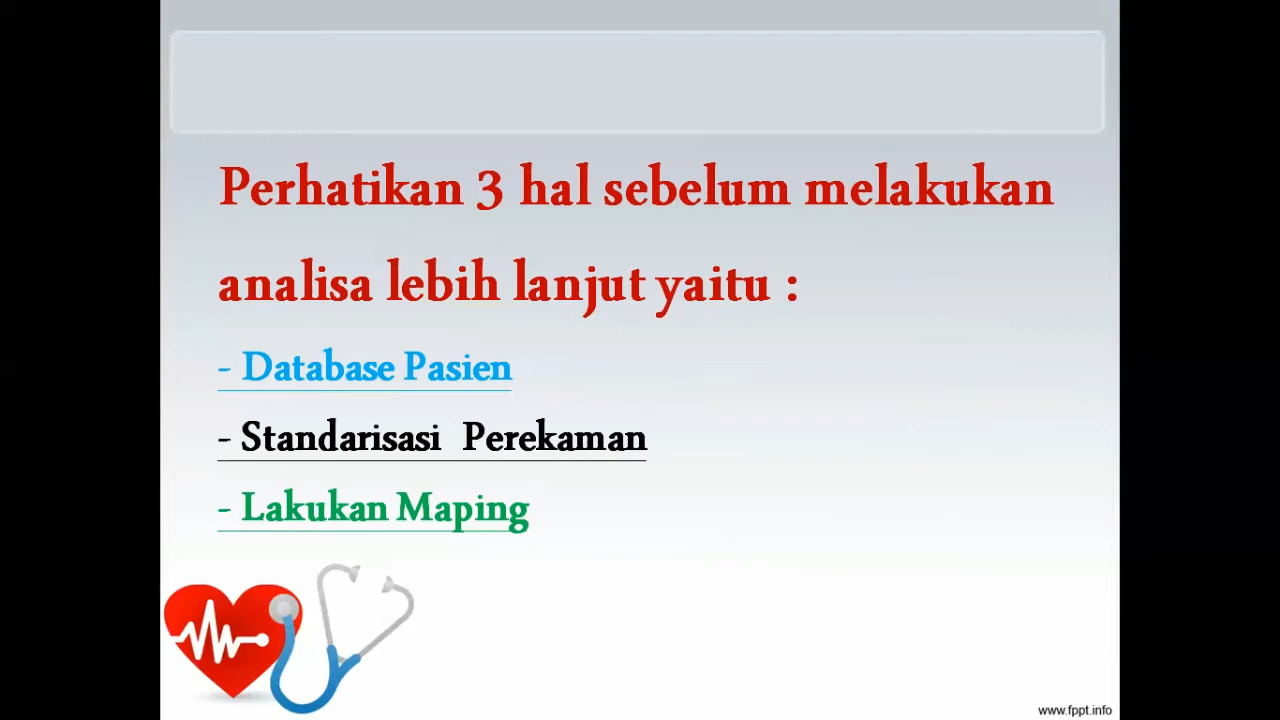 Perhatikan 3 hal sebelum melakukan
analisa lebih lanjut yaitu :
- Database Pasien
- Standarisasi Perekaman
- Lakukan Maping
www.fppt.info